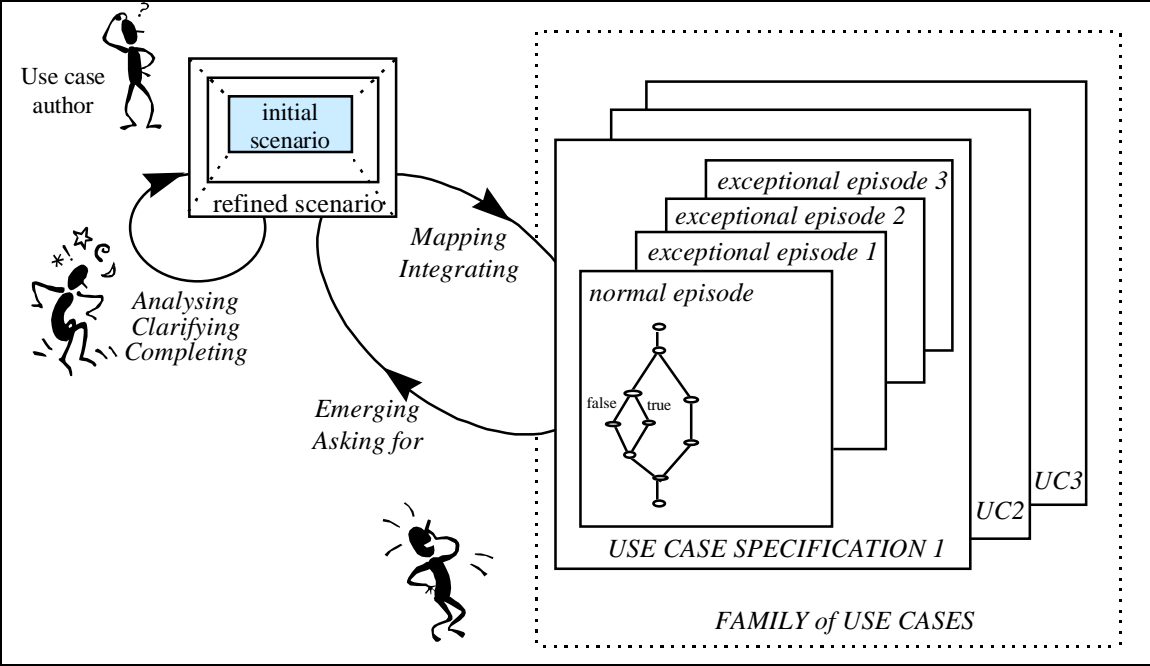 ?
Use case
author
initial
scenario
refined scenario
*!
Analysing
Clarifying
Completing
Mapping
Integrating
Emerging
Asking for
exceptional episode 3
exceptional episode 2
exceptional episode 1
normal episode
false
true
UC3
UC2
USE CASE SPECIFICATION 1
FAMILY of USE CASES